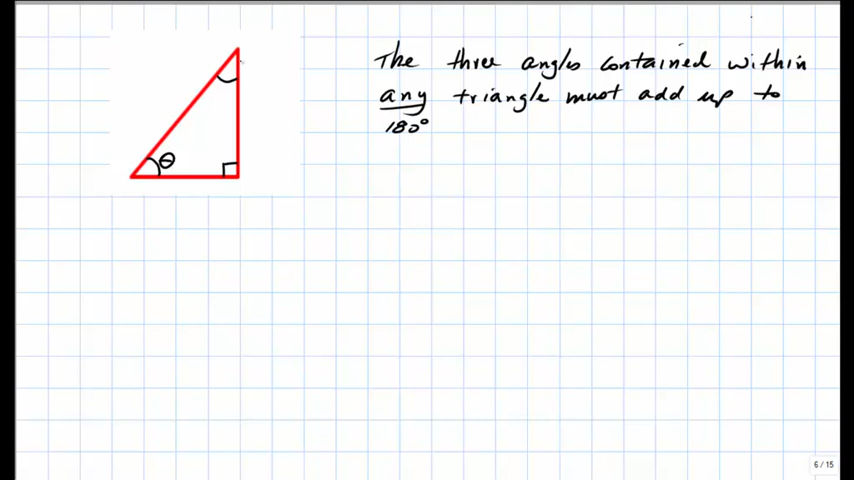 The three angles contained within
any triangle must add up to
180°
θ
6 / 15